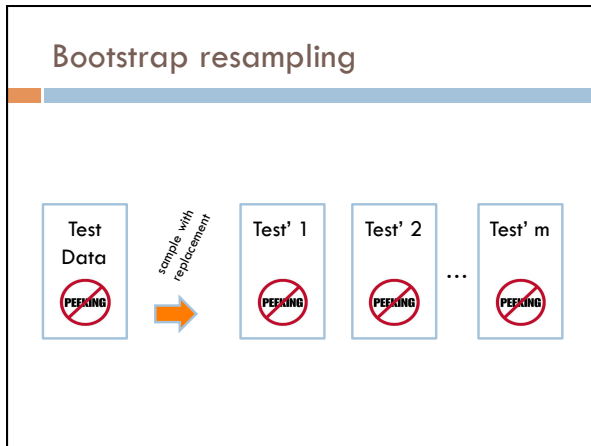 Bootstrap resampling
Test
Data
PEEKING
sample with
replacement
Test' 1
PEEKING
Test' 2
PEEKING
...
Test' m
PEEKING